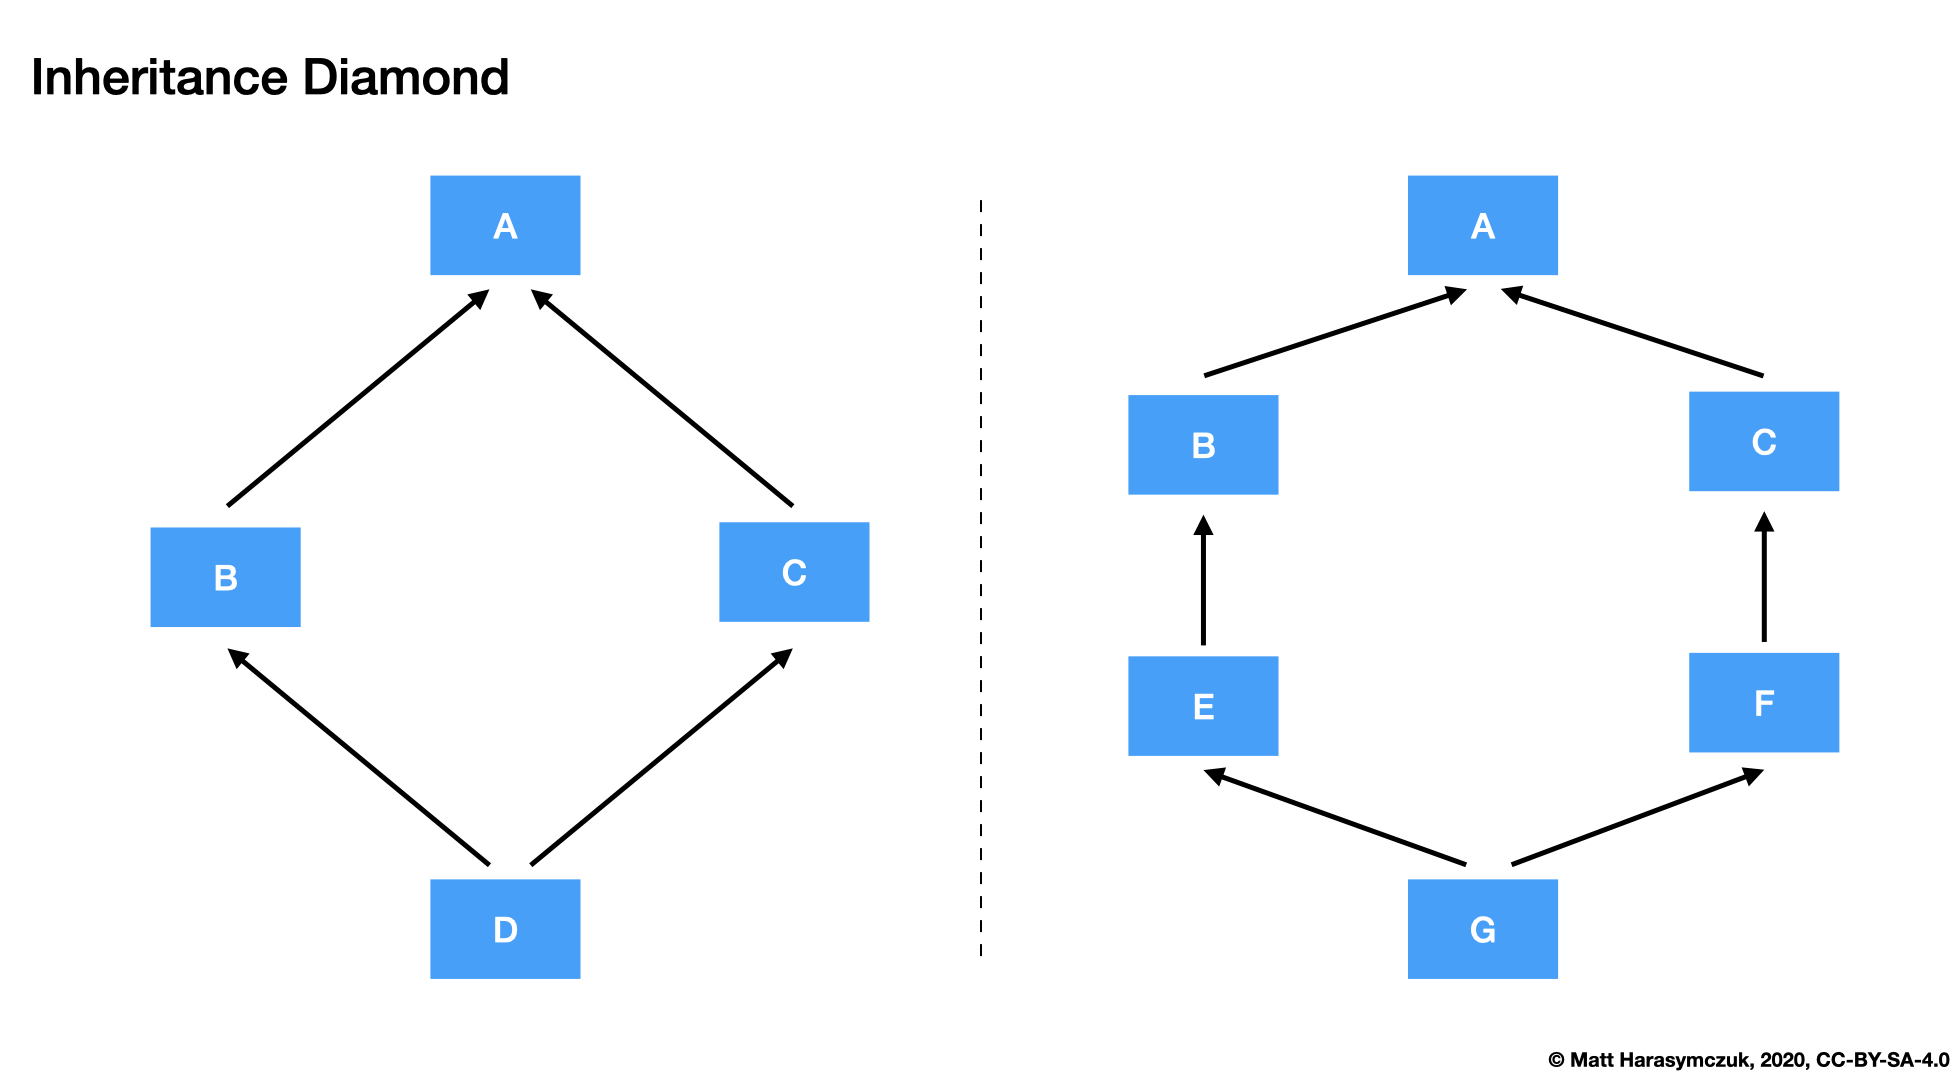 Inheritance Diamond
A
B
C
D
A
B
C
E
F
G
© Matt Harasymczuk, 2020, CC-BY-SA-4.0